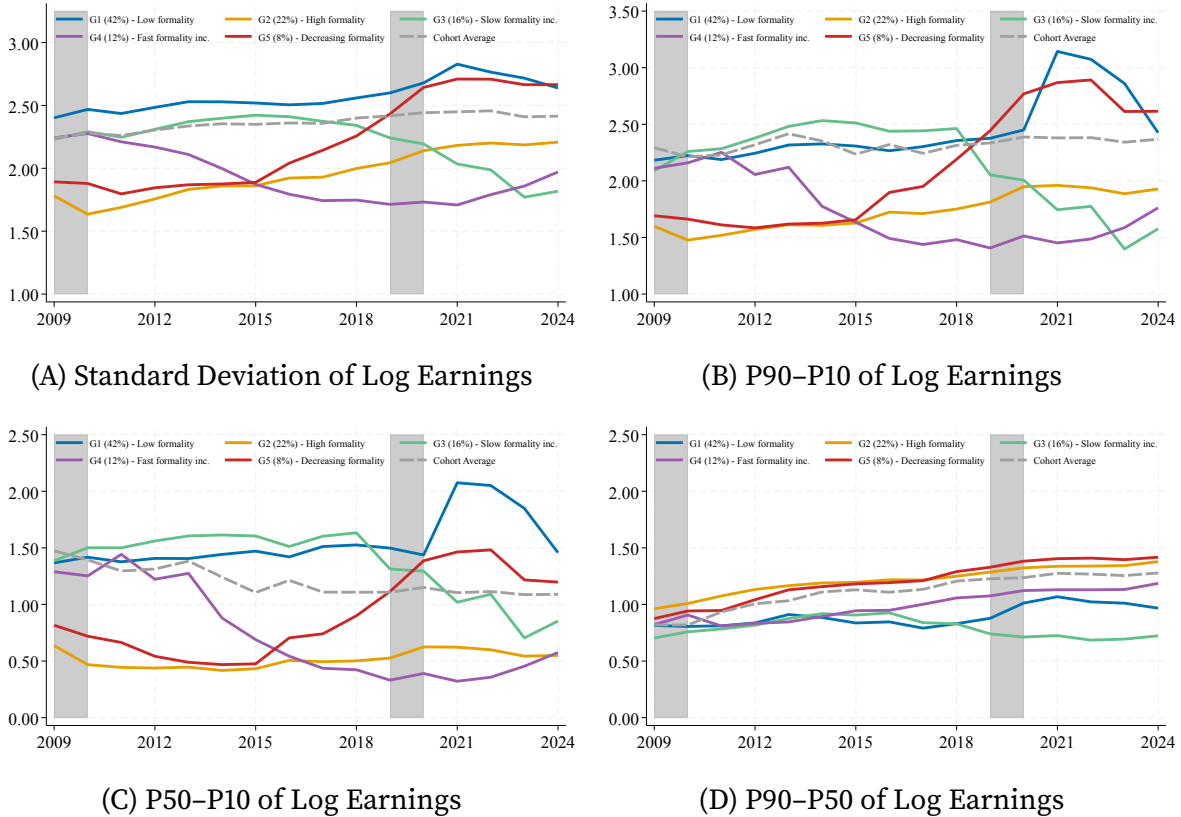 G1 (42%) - Low formality
G2 (22%) - High formality
G3 (16%) - Slow formality inc.
G4 (12%) - Fast formality inc.
G5 (8%) - Decreasing formality
Cohort Average
3.00
2.50
2.00
1.50
1.00
2009
2012
2015
2018
2021
2024
(A) Standard Deviation of Log Earnings
3.50
G1 (42%) - Low formality
G2 (22%) - High formality
G3 (16%) - Slow formality inc.
G4 (12%) - Fast formality inc.
G5 (8%) - Decreasing formality
Cohort Average
3.00
2.50
2.00
1.50
1.00
2009
2012
2015
2018
2021
2024
(B) P90–P10 of Log Earnings
2.50
G1 (42%) - Low formality
G2 (22%) - High formality
G3 (16%) - Slow formality inc.
G4 (12%) - Fast formality inc.
G5 (8%) - Decreasing formality
Cohort Average
2.00
1.50
1.00
0.50
0.00
2009
2012
2015
2018
2021
2024
(C) P50–P10 of Log Earnings
2.50
G1 (42%) - Low formality
G2 (22%) - High formality
G3 (16%) - Slow formality inc.
G4 (12%) - Fast formality inc.
G5 (8%) - Decreasing formality
Cohort Average
2.00
1.50
1.00
0.50
0.00
2009
2012
2015
2018
2021
2024
(D) P90–P50 of Log Earnings